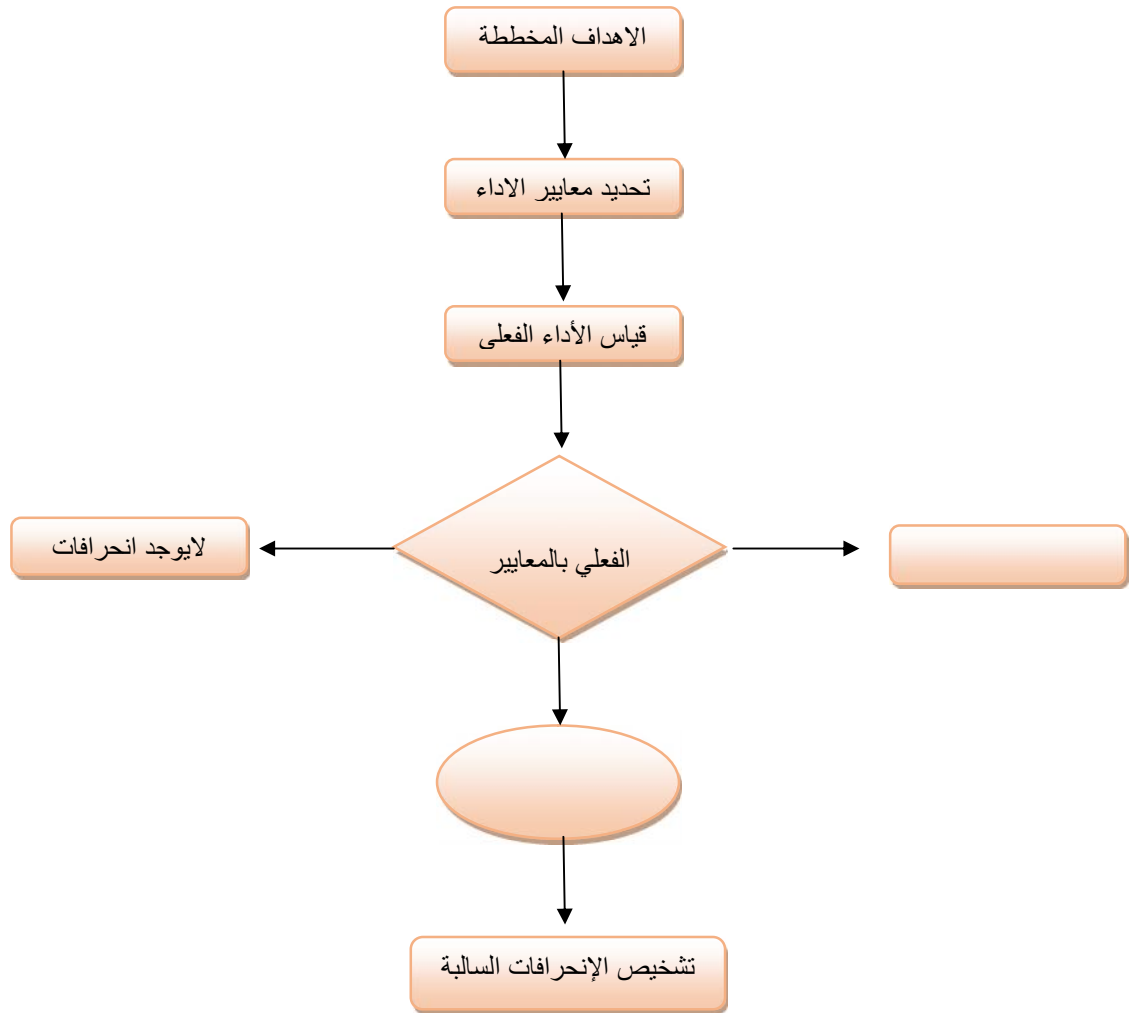 الاهداف المخططة
تحديد معايير الاداء
قياس الأداء الفعلى
الفعلي بالمعايير
لايوجد انحرافات
تشخيص الإنحرافات السالبة